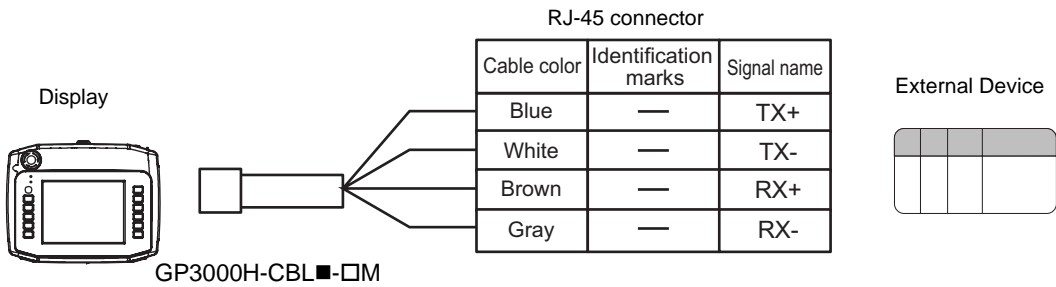 RJ-45 connector
Display
Cable color Identification marks Signal name
Blue — TX+
White — TX-
Brown — RX+
Gray — RX-
External Device
GP3000H-CBL■-□M